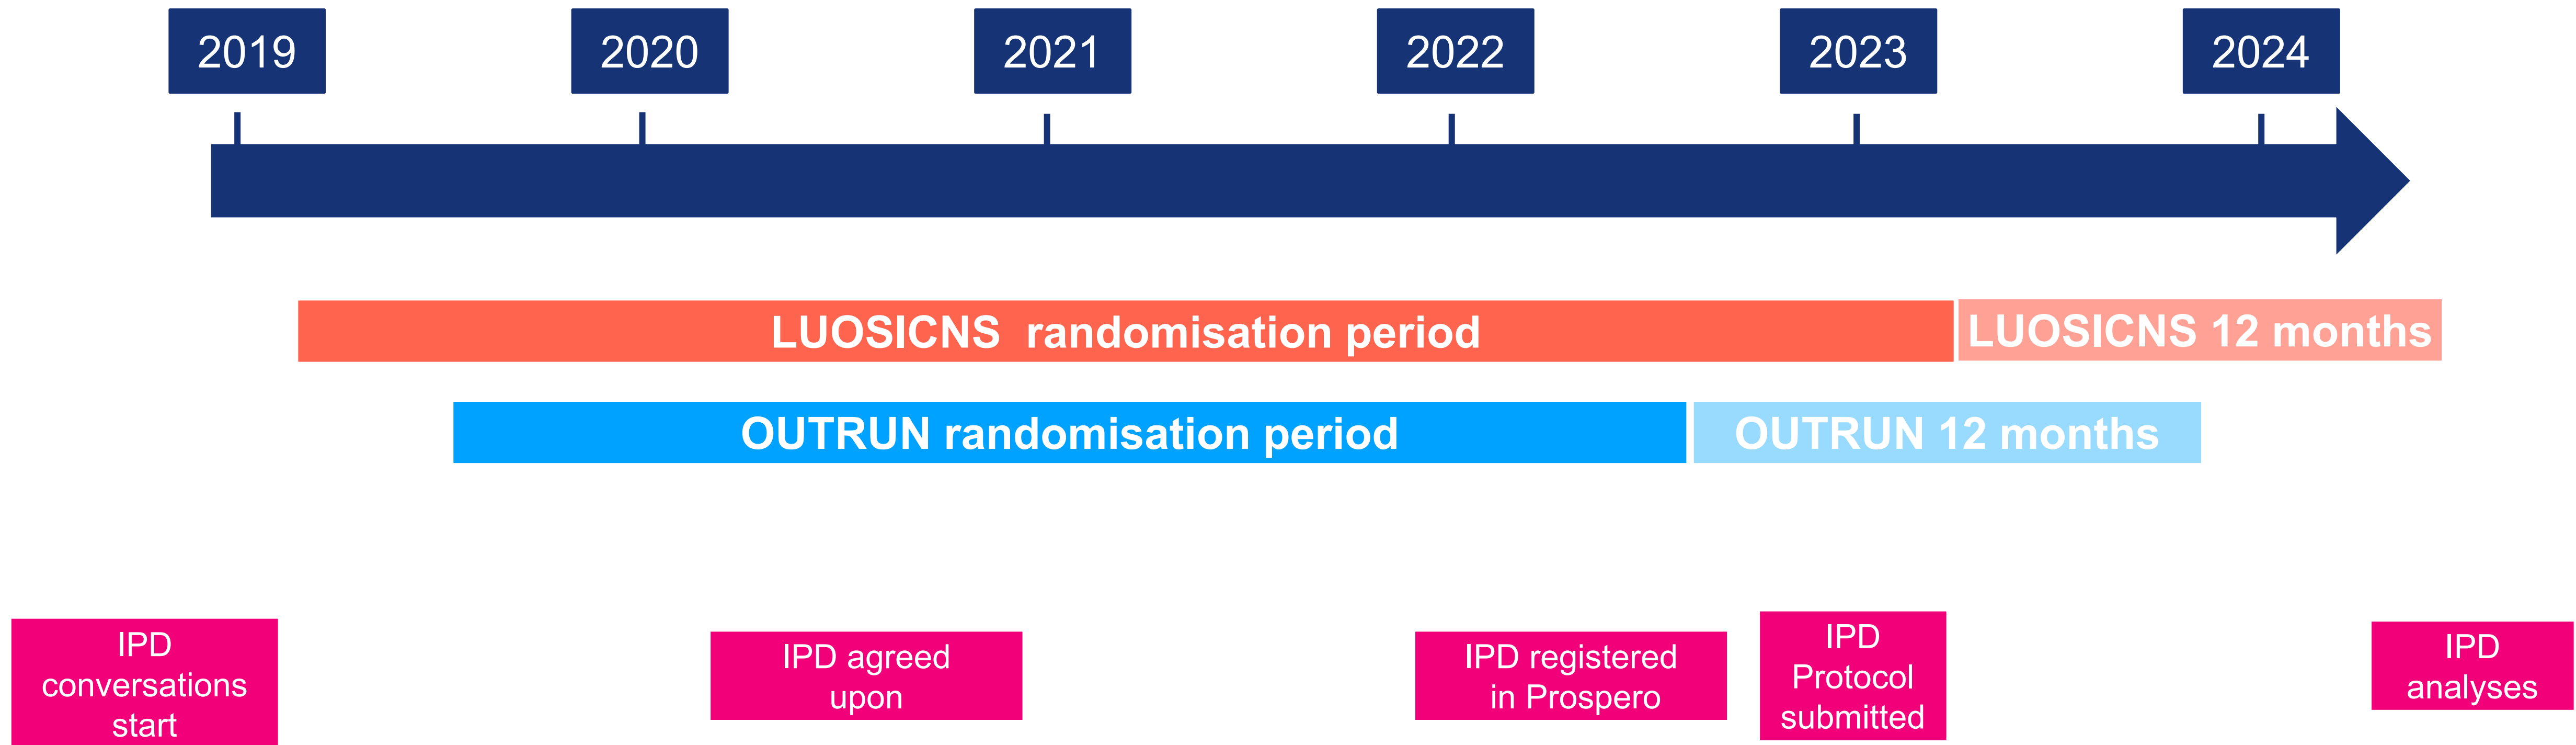 2019
2020
2021
2022
2023
2024
LUOSICNS randomisation period
LUOSICNS 12 months
OUTRUN randomisation period
OUTRUN 12 months
IPD
conversations
start
IPD agreed
upon
IPD registered
in Prospero
IPD
Protocol
submitted
IPD
analyses